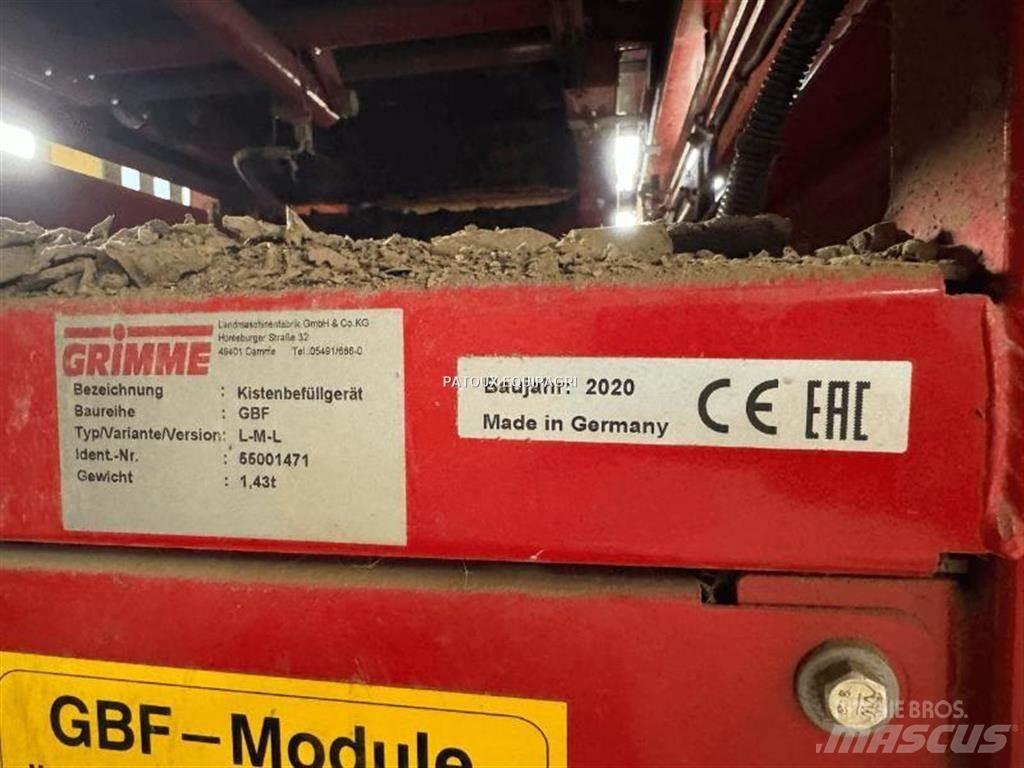 GRIMME
Landmaschinenfabrik GmbH & Co.KG
Hunteburger Straße 32
49401 Damme Tel.:05491/666-0
Bezeichnung : Kistenbefüllgerät
Baureihe : GBF
Typ/Variante/Version: L-M-L
Ident.-Nr. : 55001471
Gewicht : 1,43t
PATOUX EQUIPAGRI
Baujahr: 2020
Made in Germany
CE EAC
GBF-Module
BROS.
MASCUS